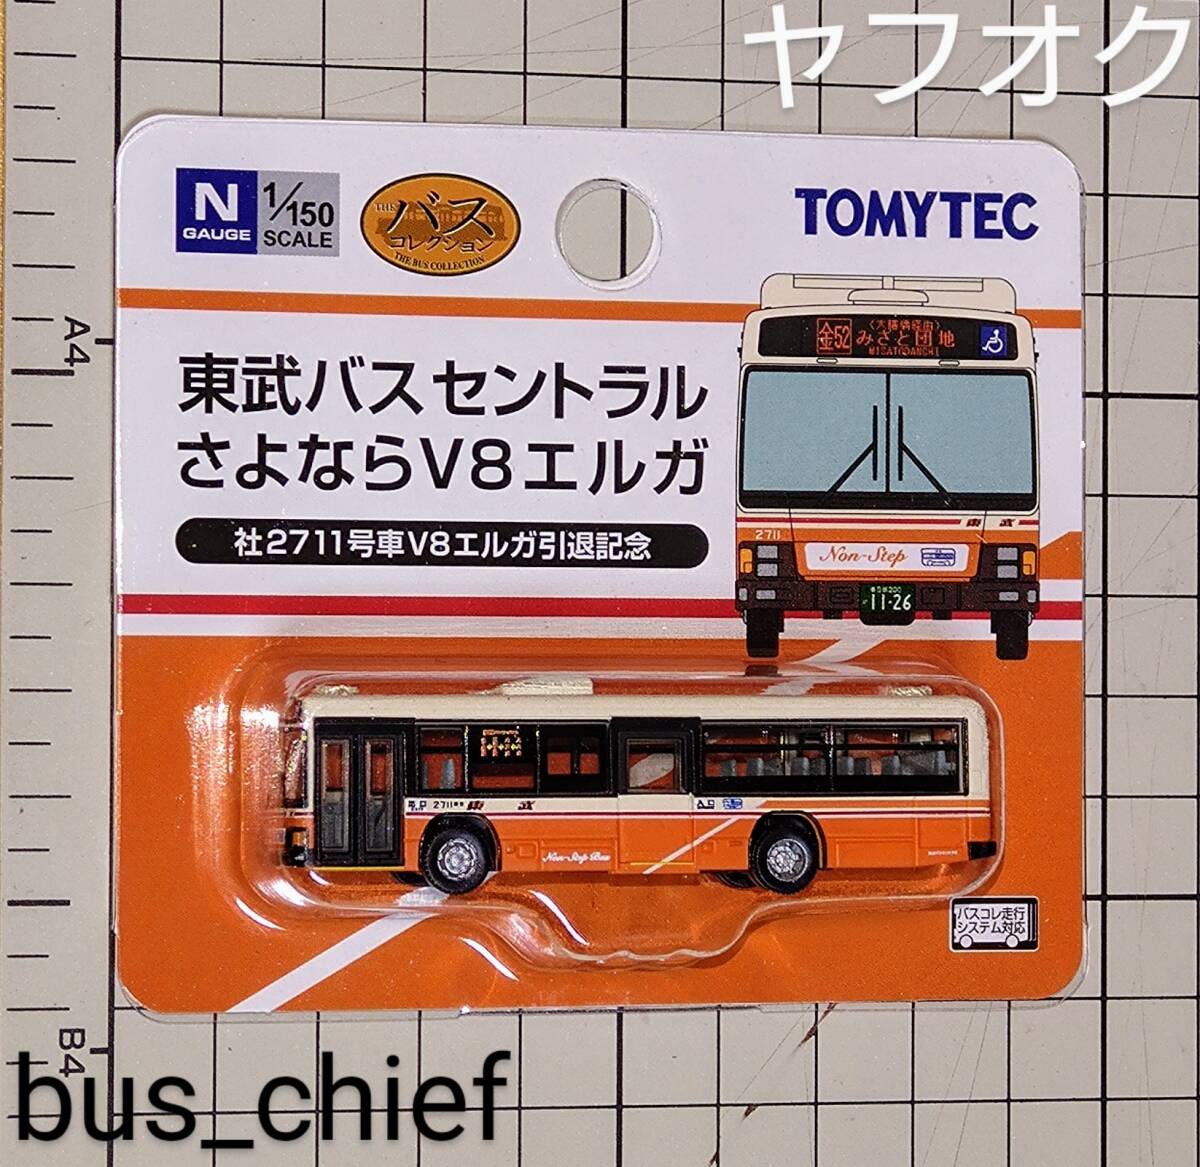 ヤフオク
N
GAUGE
1/150
SCALE
THE
バス
コレクション
THE BUS COLLECTION
TOMYTEC
A4
東武バスセントラル
さよならV8エルガ
社2711号車V8エルガ引退記念
金52
みさと団地
MISATODANCHI
2711
東武
Non-Step
11-26
2711
東武
Non-Step Bus
バスコレ走行
システム対応
B4
bus_chief